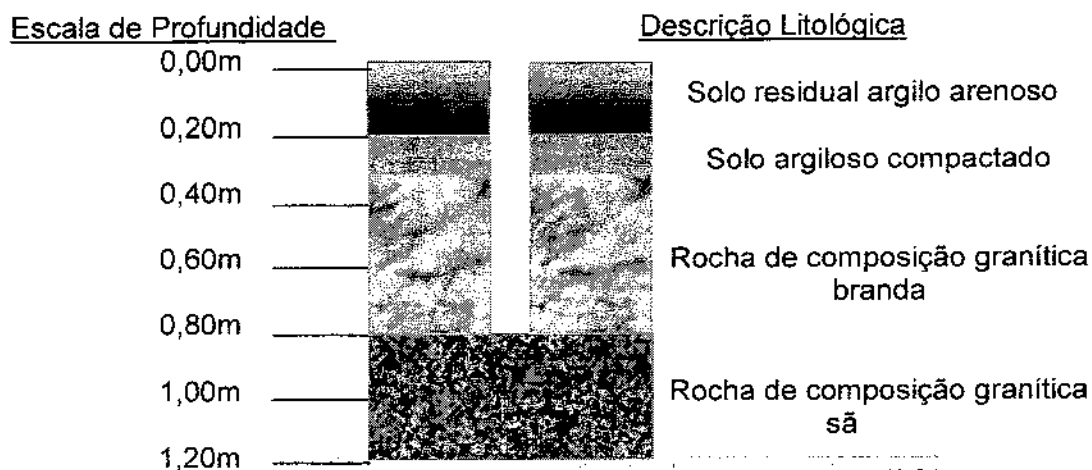 Escala de Profundidade
Descrição Litológica
0,00m
Solo residual argilo arenoso
0,20m
Solo argiloso compactado
0,40m
0,60m
Rocha de composição granítica
branda
0,80m
1,00m
Rocha de composição granítica
sã
1,20m